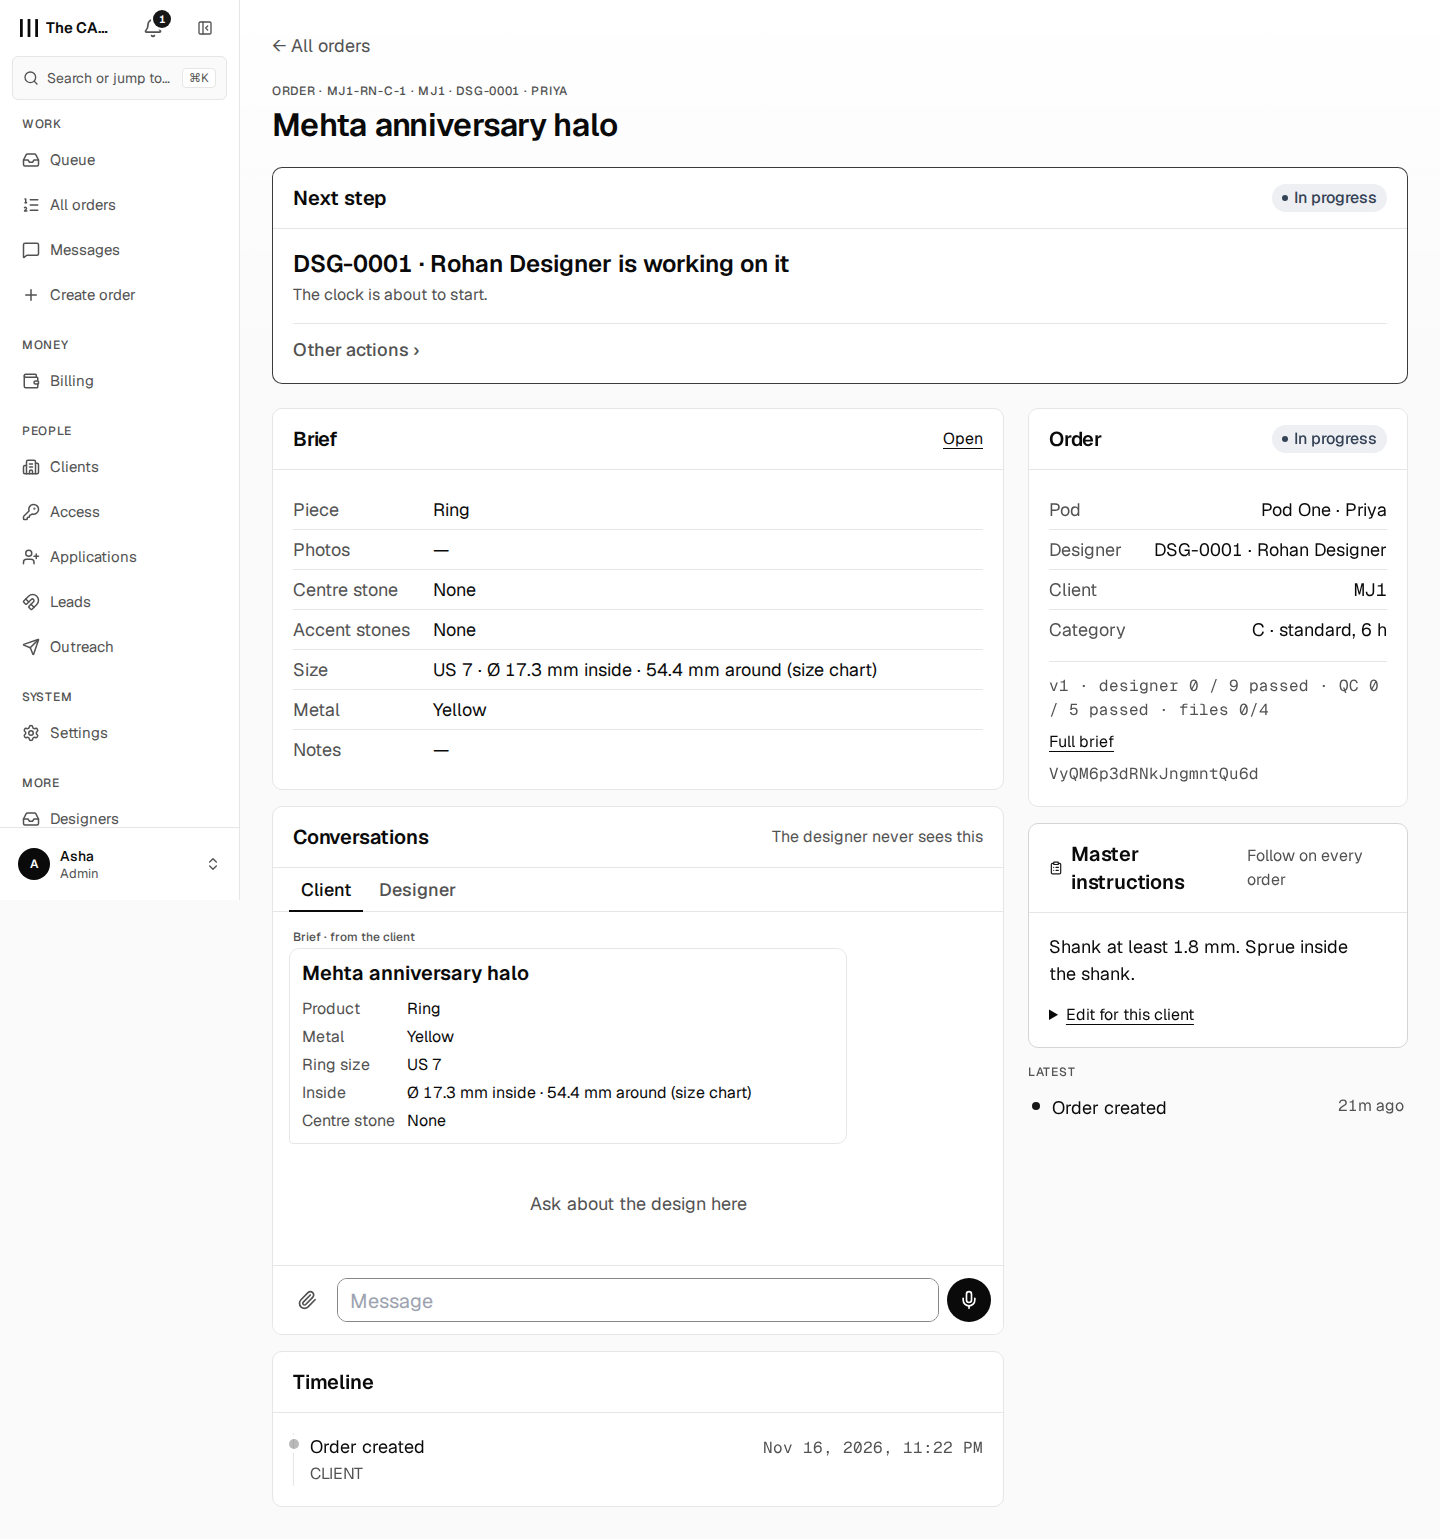 The CA...
1
Search or jump to...
⌘K
WORK
Queue
All orders
Messages
Create order
MONEY
Billing
PEOPLE
Clients
Access
Applications
Leads
Outreach
SYSTEM
Settings
MORE
Designers
A
Asha
Admin
← All orders
ORDER · MJ1-RN-C-1 · MJ1 · DSG-0001 · PRIYA
Mehta anniversary halo
Next step
In progress
DSG-0001 · Rohan Designer is working on it
The clock is about to start.
Other actions ›
Brief
Open
Piece Ring
Photos —
Centre stone None
Accent stones None
Size US 7 · Ø 17.3 mm inside · 54.4 mm around (size chart)
Metal Yellow
Notes —
Conversations
The designer never sees this
Client Designer
Brief · from the client
Mehta anniversary halo
Product Ring
Metal Yellow
Ring size US 7
Inside Ø 17.3 mm inside · 54.4 mm around (size chart)
Centre stone None
Ask about the design here
Message
Timeline
Order created Nov 16, 2026, 11:22 PM
CLIENT
Order
In progress
Pod Pod One · Priya
Designer DSG-0001 · Rohan Designer
Client MJ1
Category C · standard, 6 h
v1 · designer 0 / 9 passed · QC 0
/ 5 passed · files 0/4
Full brief
VyQM6p3dRNkJngmntQu6d
Master
instructions
Follow on every
order
Shank at least 1.8 mm. Sprue inside
the shank.
Edit for this client
LATEST
Order created 21m ago